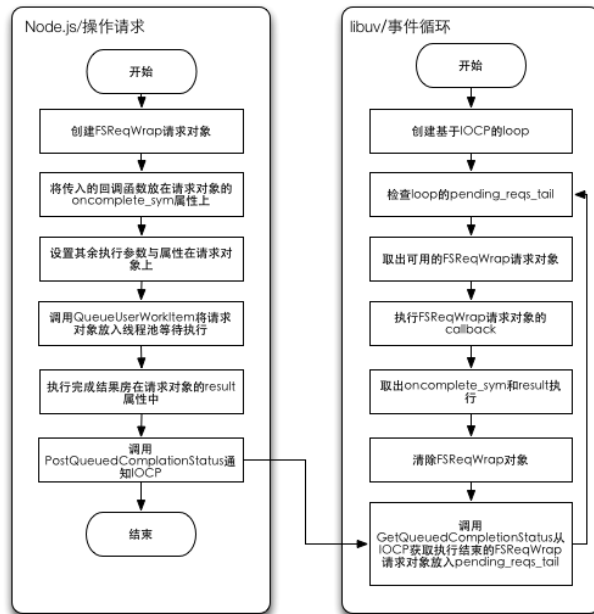 Node.js/操作请求
开始
创建FSReqWrap请求对象
将传入的回调函数放在请求对象的
oncomplete_sym属性上
设置其余执行参数与属性在请求对
象上
调用QueueUserWorkItem将请求
对象放入线程池等待执行
执行完成结果房在请求对象的result
属性中
调用
PostQueuedComplationStatus通
知IOCP
结束
libuv/事件循环
开始
创建基于IOCP的loop
检查loop的pending_reqs_tail
取出可用的FSReqWrap请求对象
执行FSReqWrap请求对象的
callback
取出oncomplete_sym和result执
行
清除FSReqWrap对象
调用
GetQueuedCompletionStatus从
IOCP获取执行结束的FSReqWrap
请求对象放入pending_reqs_tail